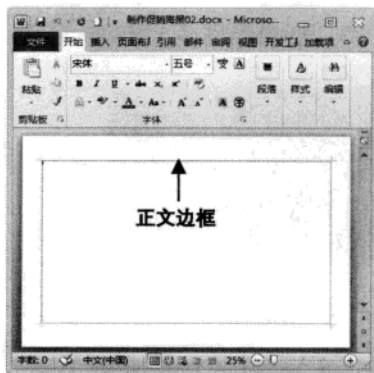 制作促销海报02.docx - Microso...
文件 开始 插入 页面布局 引用 邮件 审阅 视图 开发工具 加载项
宋体 五号
粘贴 段落 样式 编辑
剪贴板 字体
正文边框
字数: 0 中文(中国) 25%